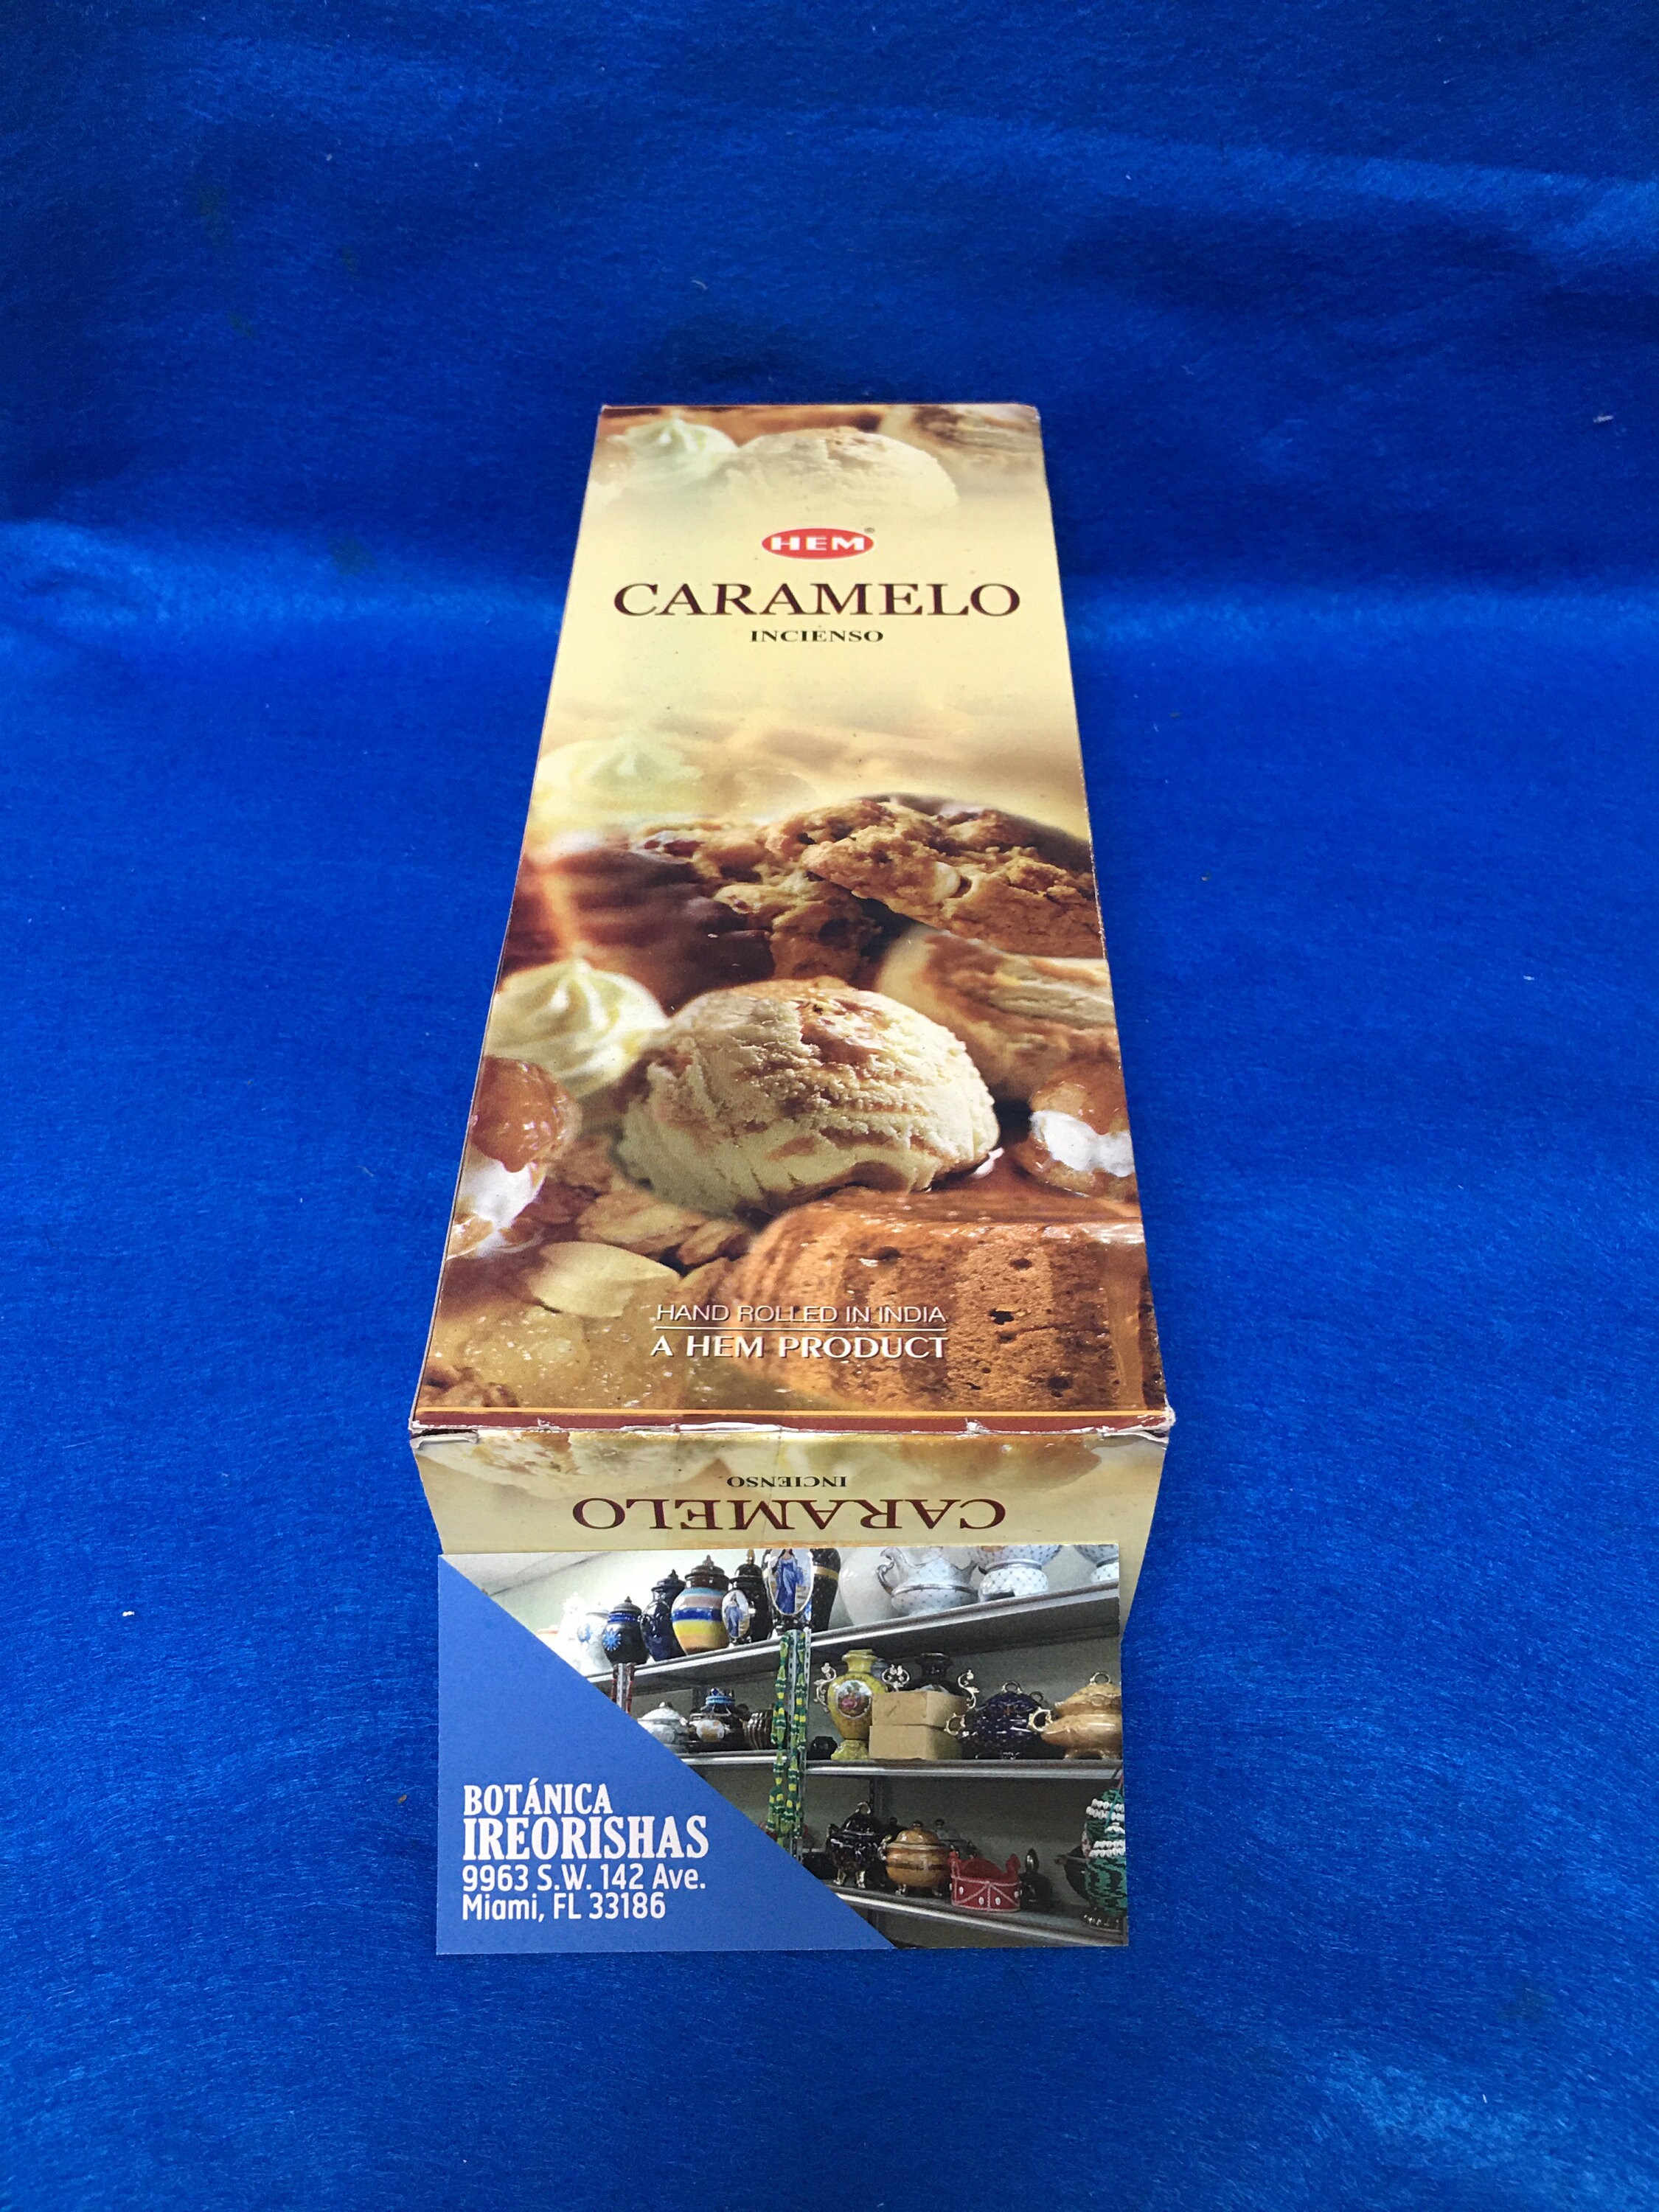 HEM®
CARAMELO
INCIENSO
HAND ROLLED IN INDIA
A HEM PRODUCT
CARAMELO
INCIENSO
BOTÁNICA
IREORISHAS
9963 S.W. 142 Ave.
Miami, FL 33186